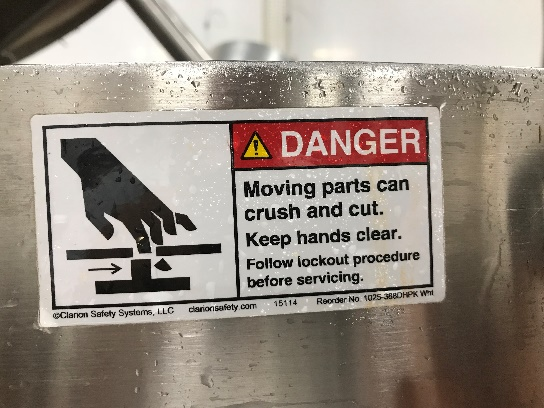 DANGER
Moving parts can
crush and cut.
Keep hands clear.
Follow lockout procedure
before servicing.
©Clarion Safety Systems, LLC clarionsafety.com 15114 Reorder No. 1025-368DHPK Wht